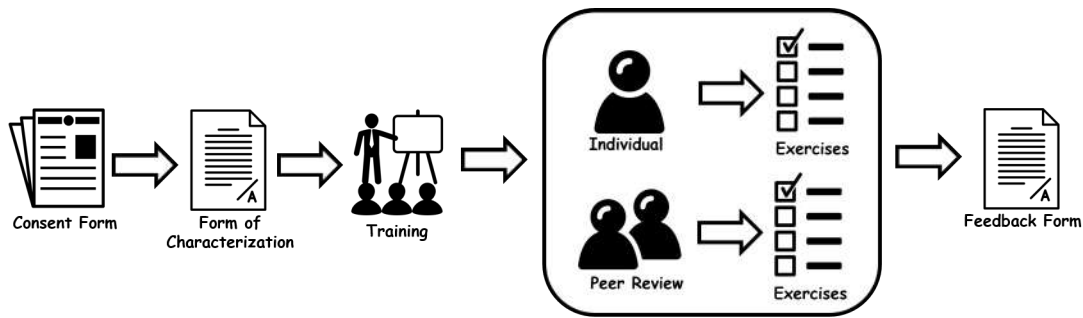 Consent Form
Form of
Characterization
Training
Individual
Exercises
Peer Review
Exercises
Feedback Form
A
A